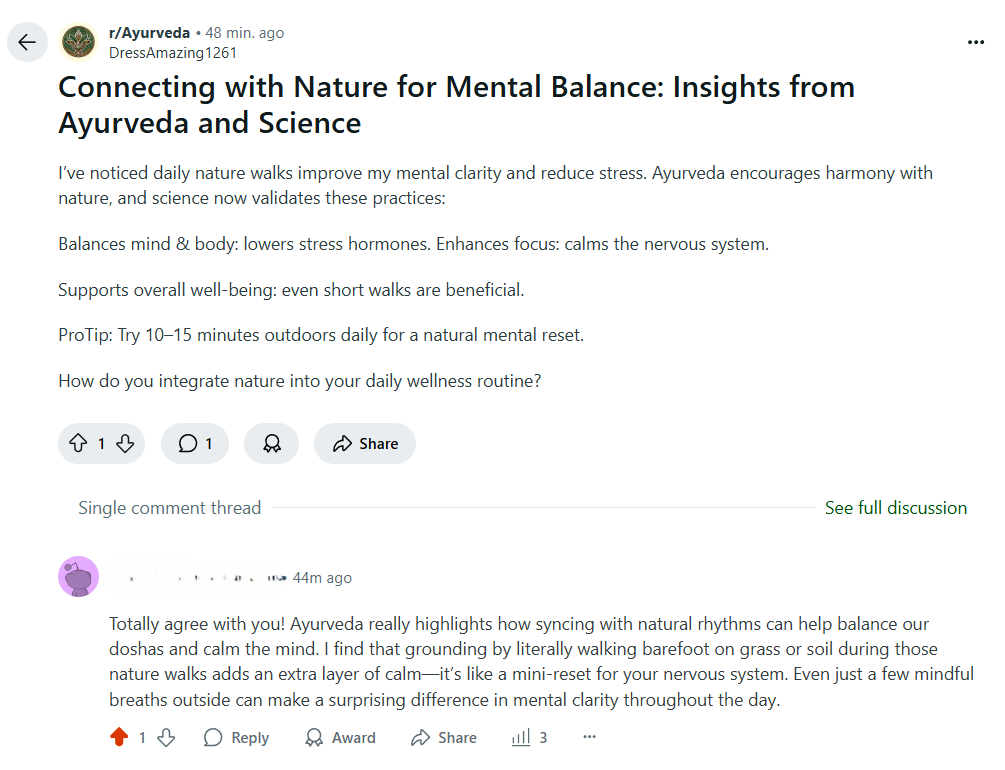 r/Ayurveda • 48 min. ago
DressAmazing1261
Connecting with Nature for Mental Balance: Insights from
Ayurveda and Science
I’ve noticed daily nature walks improve my mental clarity and reduce stress. Ayurveda encourages harmony with
nature, and science now validates these practices:
Balances mind & body: lowers stress hormones. Enhances focus: calms the nervous system.
Supports overall well-being: even short walks are beneficial.
ProTip: Try 10–15 minutes outdoors daily for a natural mental reset.
How do you integrate nature into your daily wellness routine?
1 1 Share
Single comment thread See full discussion
44m ago
Totally agree with you! Ayurveda really highlights how syncing with natural rhythms can help balance our
doshas and calm the mind. I find that grounding by literally walking barefoot on grass or soil during those
nature walks adds an extra layer of calm—it’s like a mini-reset for your nervous system. Even just a few mindful
breaths outside can make a surprising difference in mental clarity throughout the day.
1 Reply Award Share 3